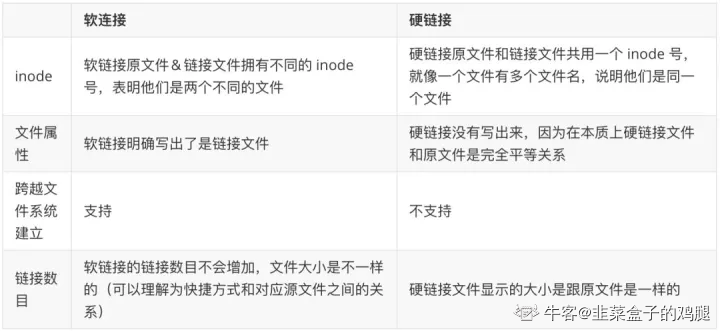 软连接
硬链接
inode
软链接原文件＆链接文件拥有不同的 inode
号，表明他们是两个不同的文件
硬链接原文件和链接文件共用一个 inode 号，
就像一个文件有多个文件名，说明他们是同一
个文件
文件属
性
软链接明确写出了是链接文件
硬链接没有写出来，因为在本质上硬链接文件
和原文件是完全平等关系
跨越文
件系统
建立
支持
不支持
链接数
目
软链接的链接数目不会增加，文件大小是不一样
的（可以理解为快捷方式和对应源文件之间的关
系）
硬链接文件显示的大小是跟原文件是一样的
牛客@韭菜盒子的鸡腿